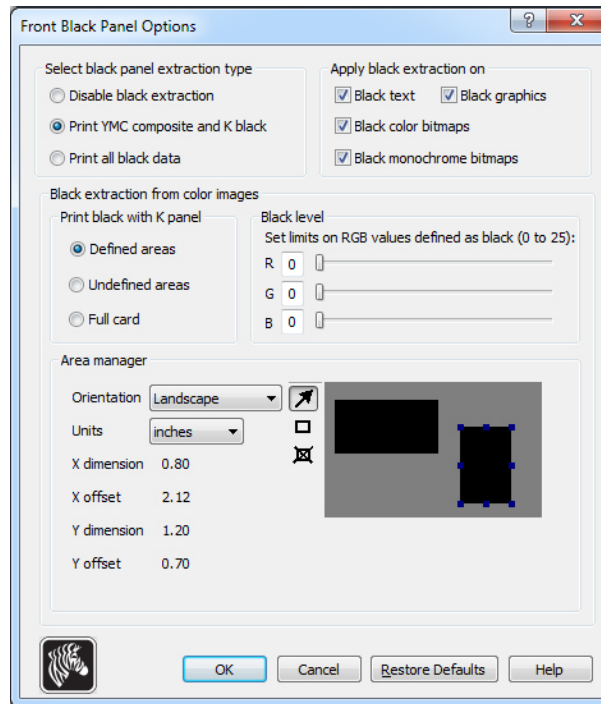 Front Black Panel Options
Select black panel extraction type
Disable black extraction
Print YMC composite and K black
Print all black data
Apply black extraction on
Black text Black graphics
Black color bitmaps
Black monochrome bitmaps
Black extraction from color images
Print black with K panel
Defined areas
Undefined areas
Full card
Black level
Set limits on RGB values defined as black (0 to 25):
R 0
G 0
B 0
Area manager
Orientation Landscape
Units inches
X dimension 0.80
X offset 2.12
Y dimension 1.20
Y offset 0.70
OK Cancel Restore Defaults Help